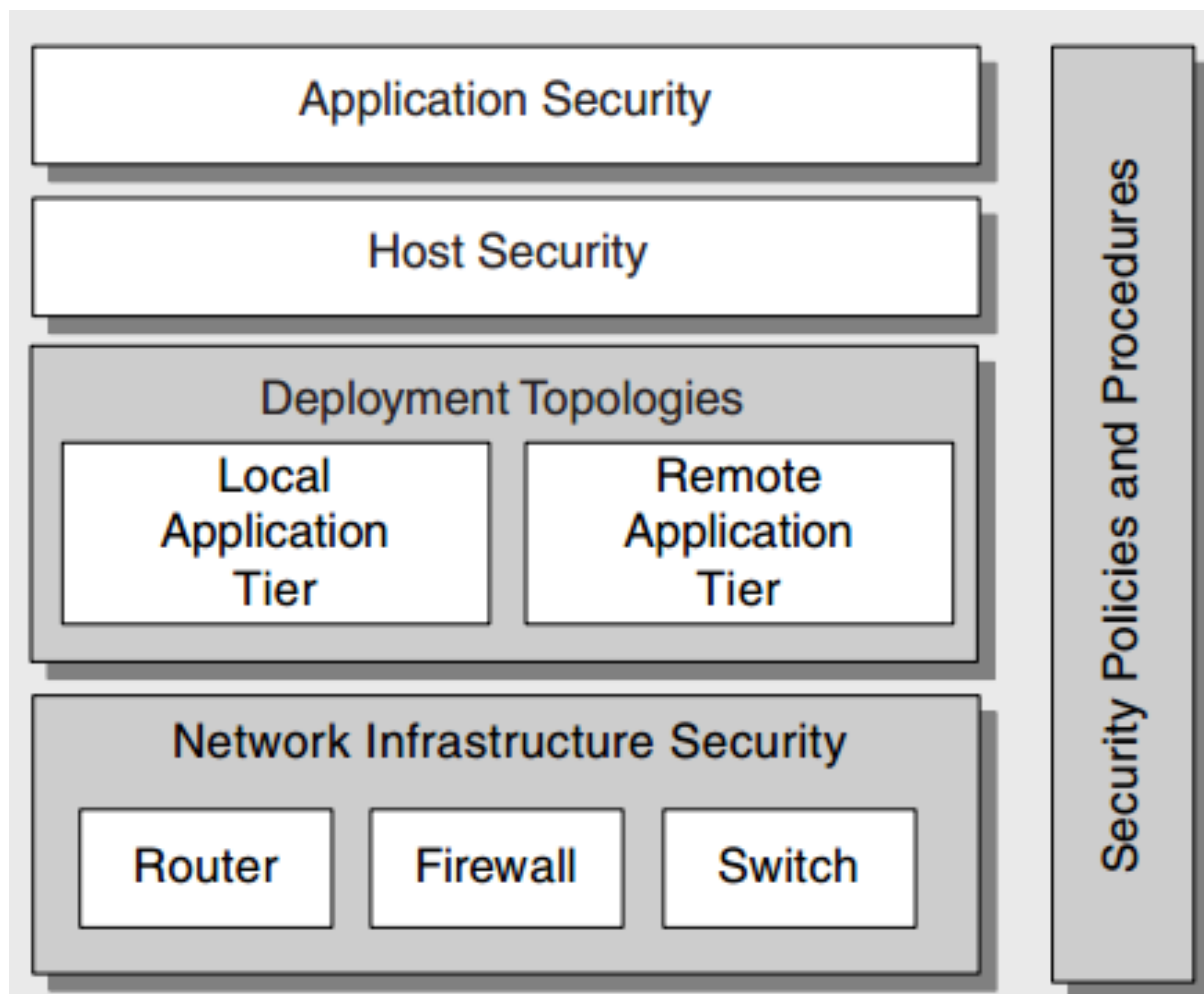 Application Security
Host Security
Deployment Topologies
Local
Application
Tier
Remote
Application
Tier
Network Infrastructure Security
Router
Firewall
Switch
Security Policies and Procedures